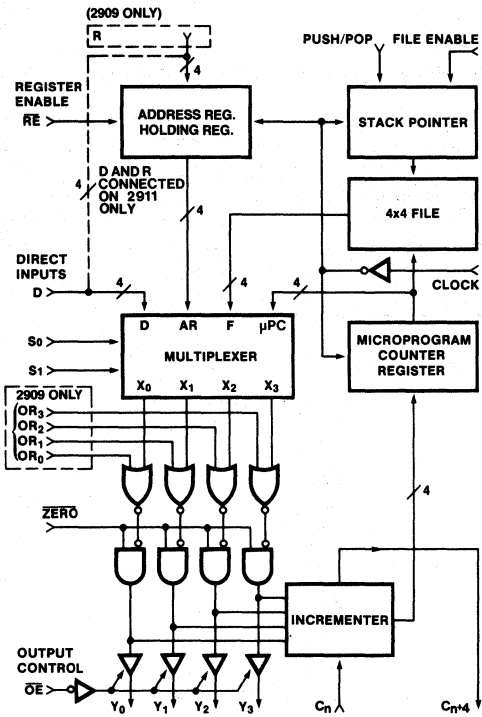 (2909 ONLY)
R
4
PUSH/POP
FILE ENABLE
REGISTER
ENABLE
RE
ADDRESS REG.
HOLDING REG.
STACK POINTER
4
D AND R
CONNECTED
ON 2911
ONLY
4
4x4 FILE
DIRECT
INPUTS
D
4
4
4
CLOCK
D AR F µPC
MULTIPLEXER
X0 X1 X2 X3
S0
S1
MICROPROGRAM
COUNTER
REGISTER
2909 ONLY
OR3
OR2
OR1
OR0
4
ZERO
INCREMENTER
OUTPUT
CONTROL
OE
Y0 Y1 Y2 Y3
Cn
Cn+4